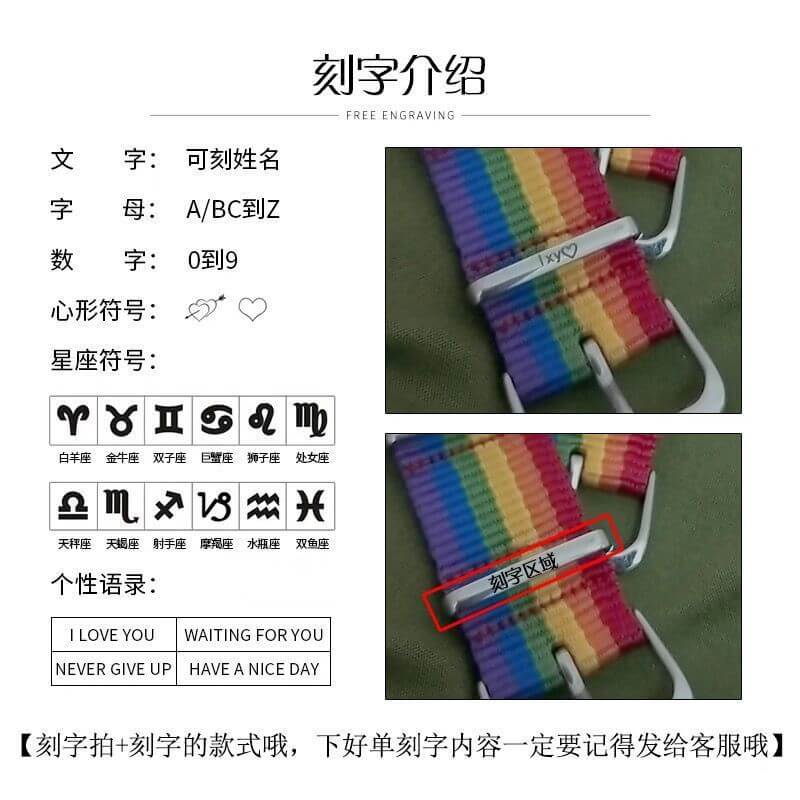 刻字介绍
FREE ENGRAVING
文 字： 可刻姓名
字 母： A/BC到Z
数 字： 0到9
心形符号：
星座符号：
白羊座 金牛座 双子座 巨蟹座 狮子座 处女座
天秤座 天蝎座 射手座 摩羯座 水瓶座 双鱼座
个性语录：
I LOVE YOU WAITING FOR YOU
NEVER GIVE UP HAVE A NICE DAY
lxy♡
刻字区域
【刻字拍+刻字的款式哦，下好单刻字内容一定要记得发给客服哦】